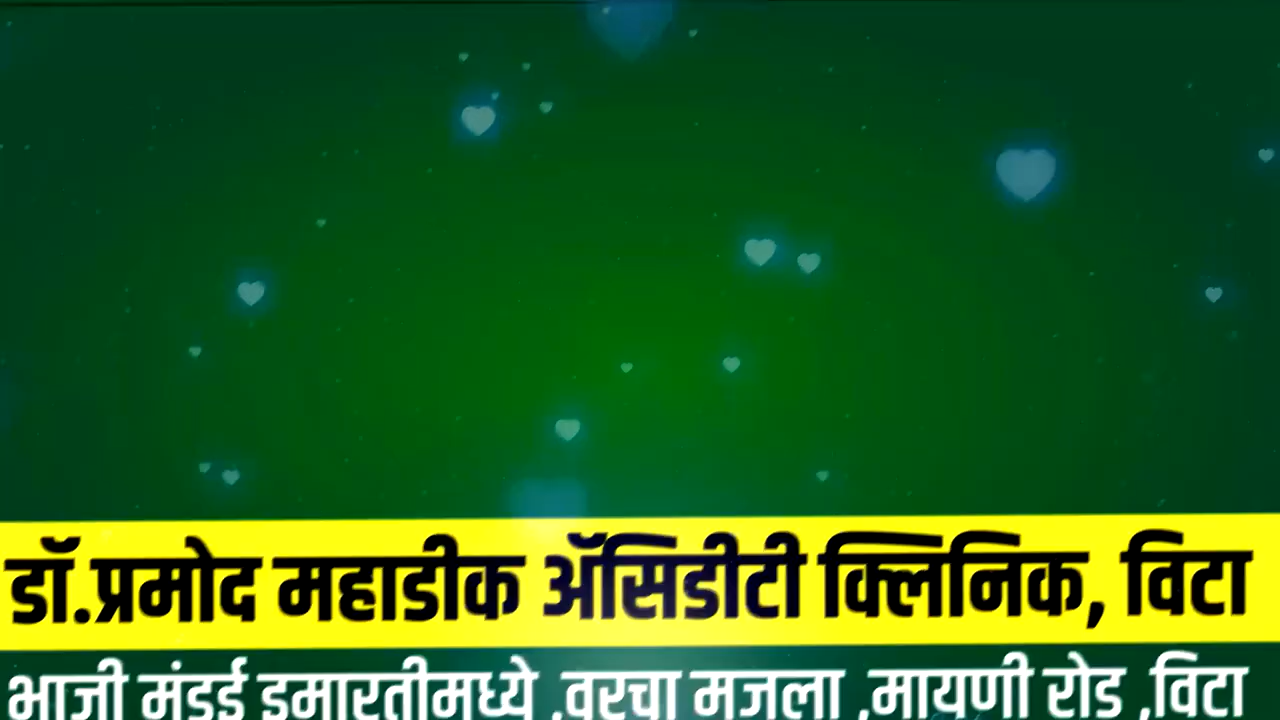 डॉ.प्रमोद महाडीक ॲसिडीटी क्लिनिक, विटा
भाजी मंडई इमारतीमध्ये ,वरचा मजला ,मायणी रोड ,विटा